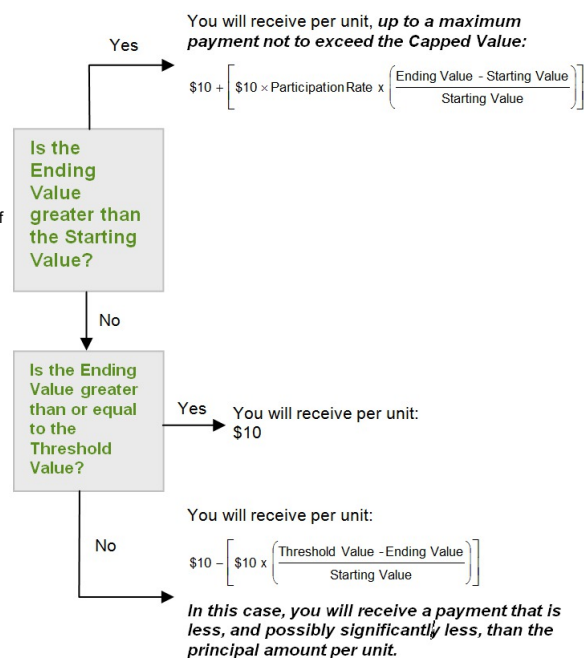 You will receive per unit, up to a maximum
payment not to exceed the Capped Value:
Yes
$10 + [ $10 × Participation Rate x ( Ending Value - Starting Value / Starting Value ) ]
Is the
Ending
Value
greater than
the Starting
Value?
f
No
Is the Ending
Value greater
than or equal
to the
Threshold
Value?
Yes
You will receive per unit:
$10
You will receive per unit:
No
$10 – [ $10 x ( Threshold Value - Ending Value / Starting Value ) ]
In this case, you will receive a payment that is
less, and possibly significantly less, than the
principal amount per unit.